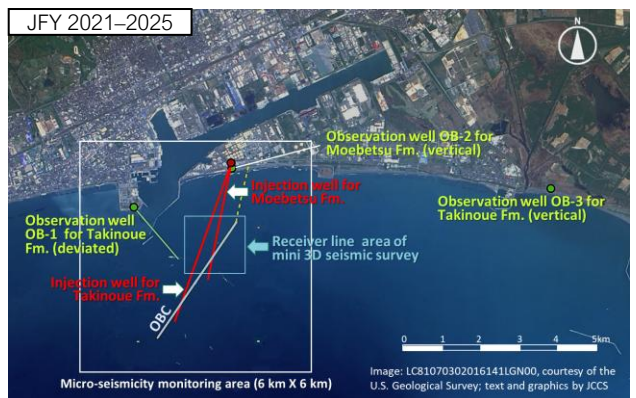 JFY 2021–2025
N
Observation well OB-2 for
Moebetsu Fm. (vertical)
Injection well for
Moebetsu Fm.
Observation well OB-3 for
Takinoue Fm. (vertical)
Observation well
OB-1 for Takinoue
Fm. (deviated)
Receiver line area of
mini 3D seismic survey
Injection well for
Takinoue Fm.
OBC
0 1 2 3 4 5km
Micro-seismicity monitoring area (6 km X 6 km)
Image: LC81070302016141LGN00, courtesy of the
U.S. Geological Survey; text and graphics by JCCS